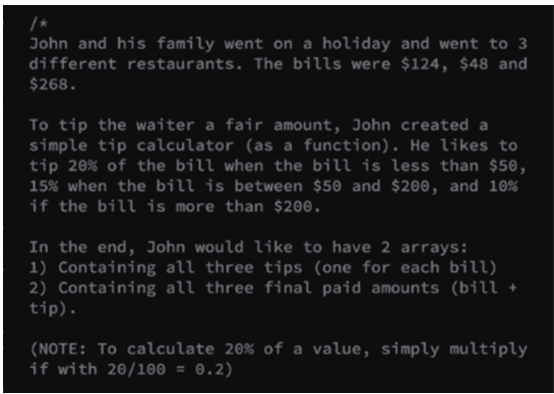 /*
John and his family went on a holiday and went to 3
different restaurants. The bills were $124, $48 and
$268.
To tip the waiter a fair amount, John created a
simple tip calculator (as a function). He likes to
tip 20% of the bill when the bill is less than $50,
15% when the bill is between $50 and $200, and 10%
if the bill is more than $200.
In the end, John would like to have 2 arrays:
1) Containing all three tips (one for each bill)
2) Containing all three final paid amounts (bill +
tip).
(NOTE: To calculate 20% of a value, simply multiply
if with 20/100 = 0.2)